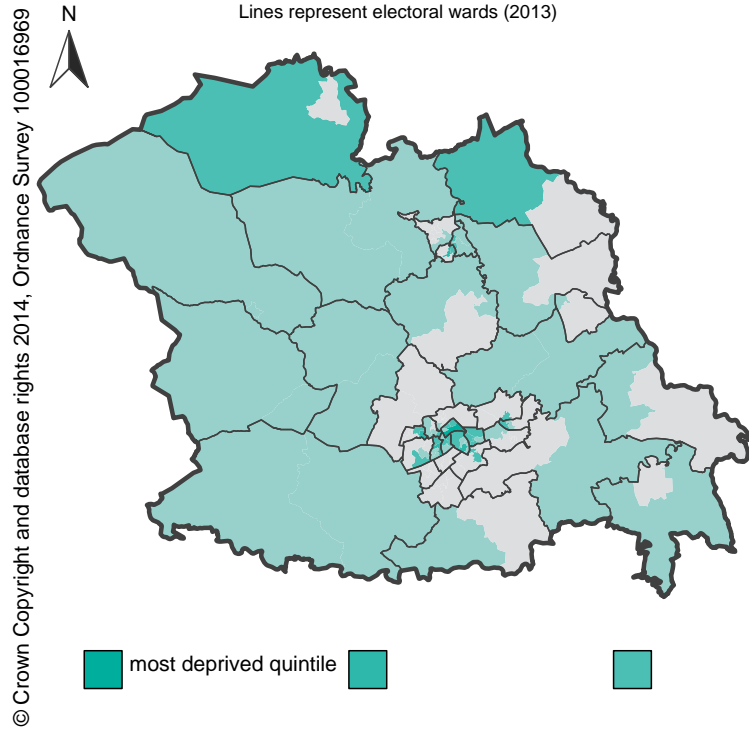 Lines represent electoral wards (2013)
N
© Crown Copyright and database rights 2014, Ordnance Survey 100016969
most deprived quintile